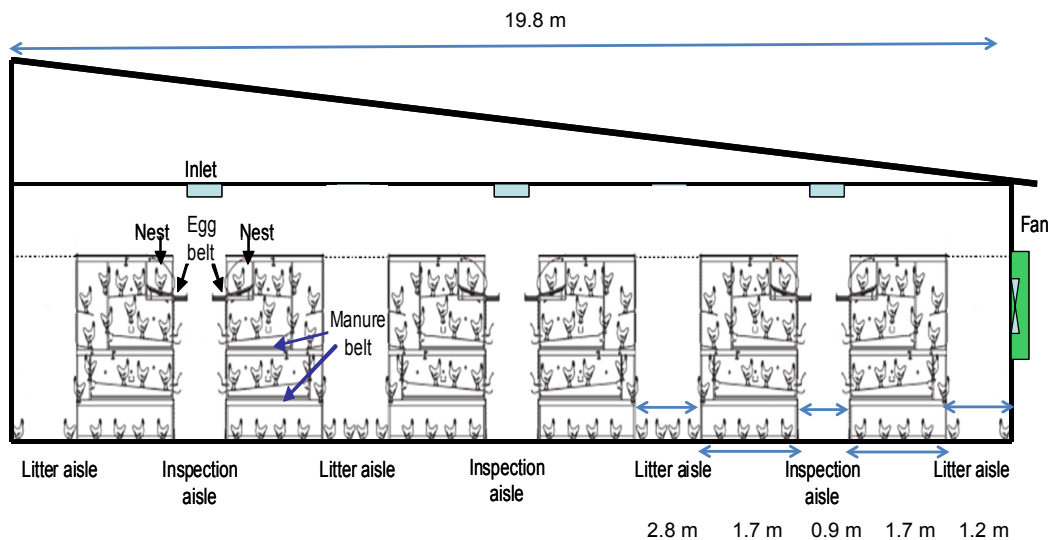 19.8 m
Inlet
Nest
Egg
belt
Nest
Fan
Manure
belt
Litter aisle
Inspection
aisle
Litter aisle
Inspection
aisle
Litter aisle
Inspection
aisle
Litter aisle
2.8 m
1.7 m
0.9 m
1.7 m
1.2 m